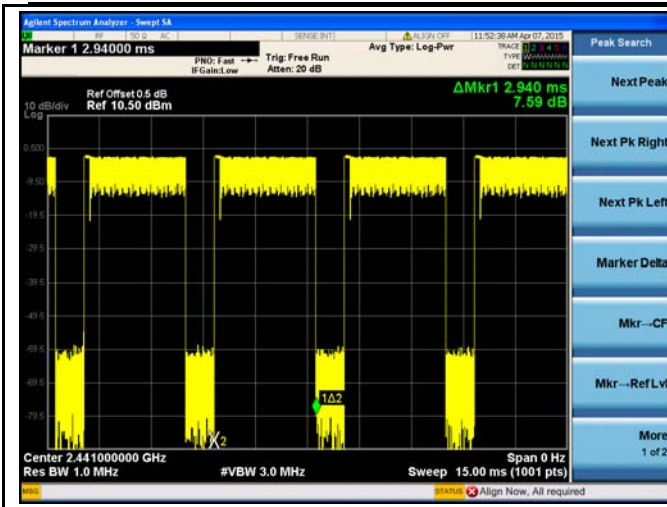 Agilent Spectrum Analyzer - Swept SA
RF 50 Ω AC SENSE:INT ALIGN OFF 11:52:38 AM Apr 07, 2015
Marker 1 2.94000 ms
PNO: Fast
IFGain:Low
Trig: Free Run
Atten: 20 dB
Avg Type: Log-Pwr
TRACE 1 2 3 4 5 6
TYPE
DET N N N N N N
Peak Search
ΔMkr1 2.940 ms
7.59 dB
Ref Offset 0.5 dB
10 dB/div Ref 10.50 dBm
Log
0.500
-9.50
-19.5
-29.5
-39.5
-49.5
-59.5
-69.5
-79.5
1Δ2
X2
Next Peak
Next Pk Right
Next Pk Left
Marker Delta
Mkr→CF
Mkr→Ref Lvl
More
1 of 2
Center 2.441000000 GHz Span 0 Hz
Res BW 1.0 MHz #VBW 3.0 MHz Sweep 15.00 ms (1001 pts)
MSG STATUS Align Now, All required